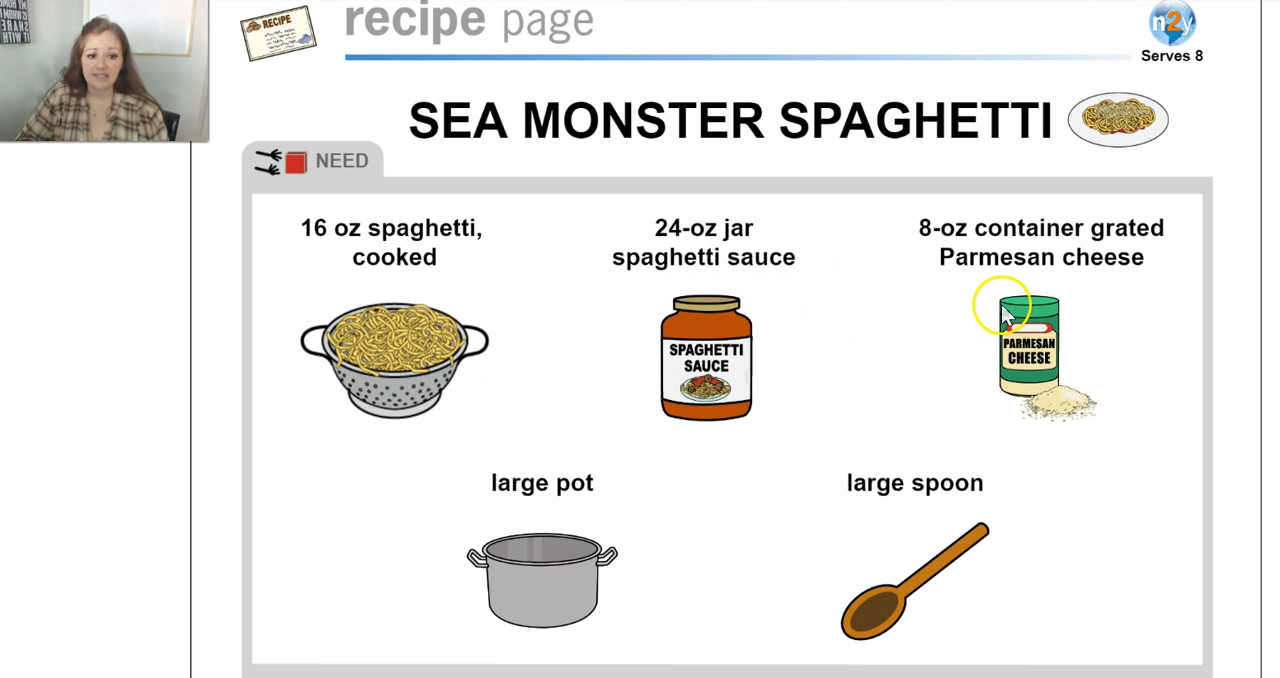 RECIPE
recipe page
n2y
Serves 8
SEA MONSTER SPAGHETTI
NEED
16 oz spaghetti,
cooked
24-oz jar
spaghetti sauce
8-oz container grated
Parmesan cheese
SPAGHETTI
SAUCE
PARMESAN
CHEESE
large pot
large spoon